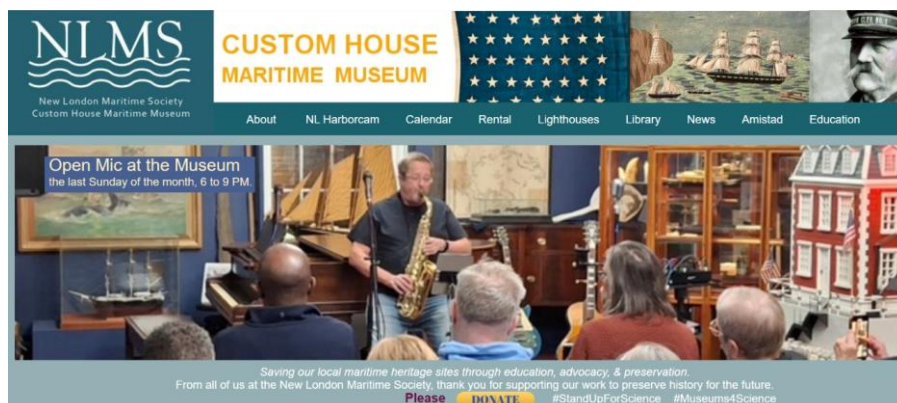 NLMS
New London Maritime Society
Custom House Maritime Museum
CUSTOM HOUSE
MARITIME MUSEUM
About NL Harborcam Calendar Rental Lighthouses Library News Amistad Education
Open Mic at the Museum
the last Sunday of the month, 6 to 9 PM.
Saving our local maritime heritage sites through education, advocacy, & preservation.
From all of us at the New London Maritime Society, thank you for supporting our work to preserve history for the future.
Please DONATE #StandUpForScience #Museums4Science